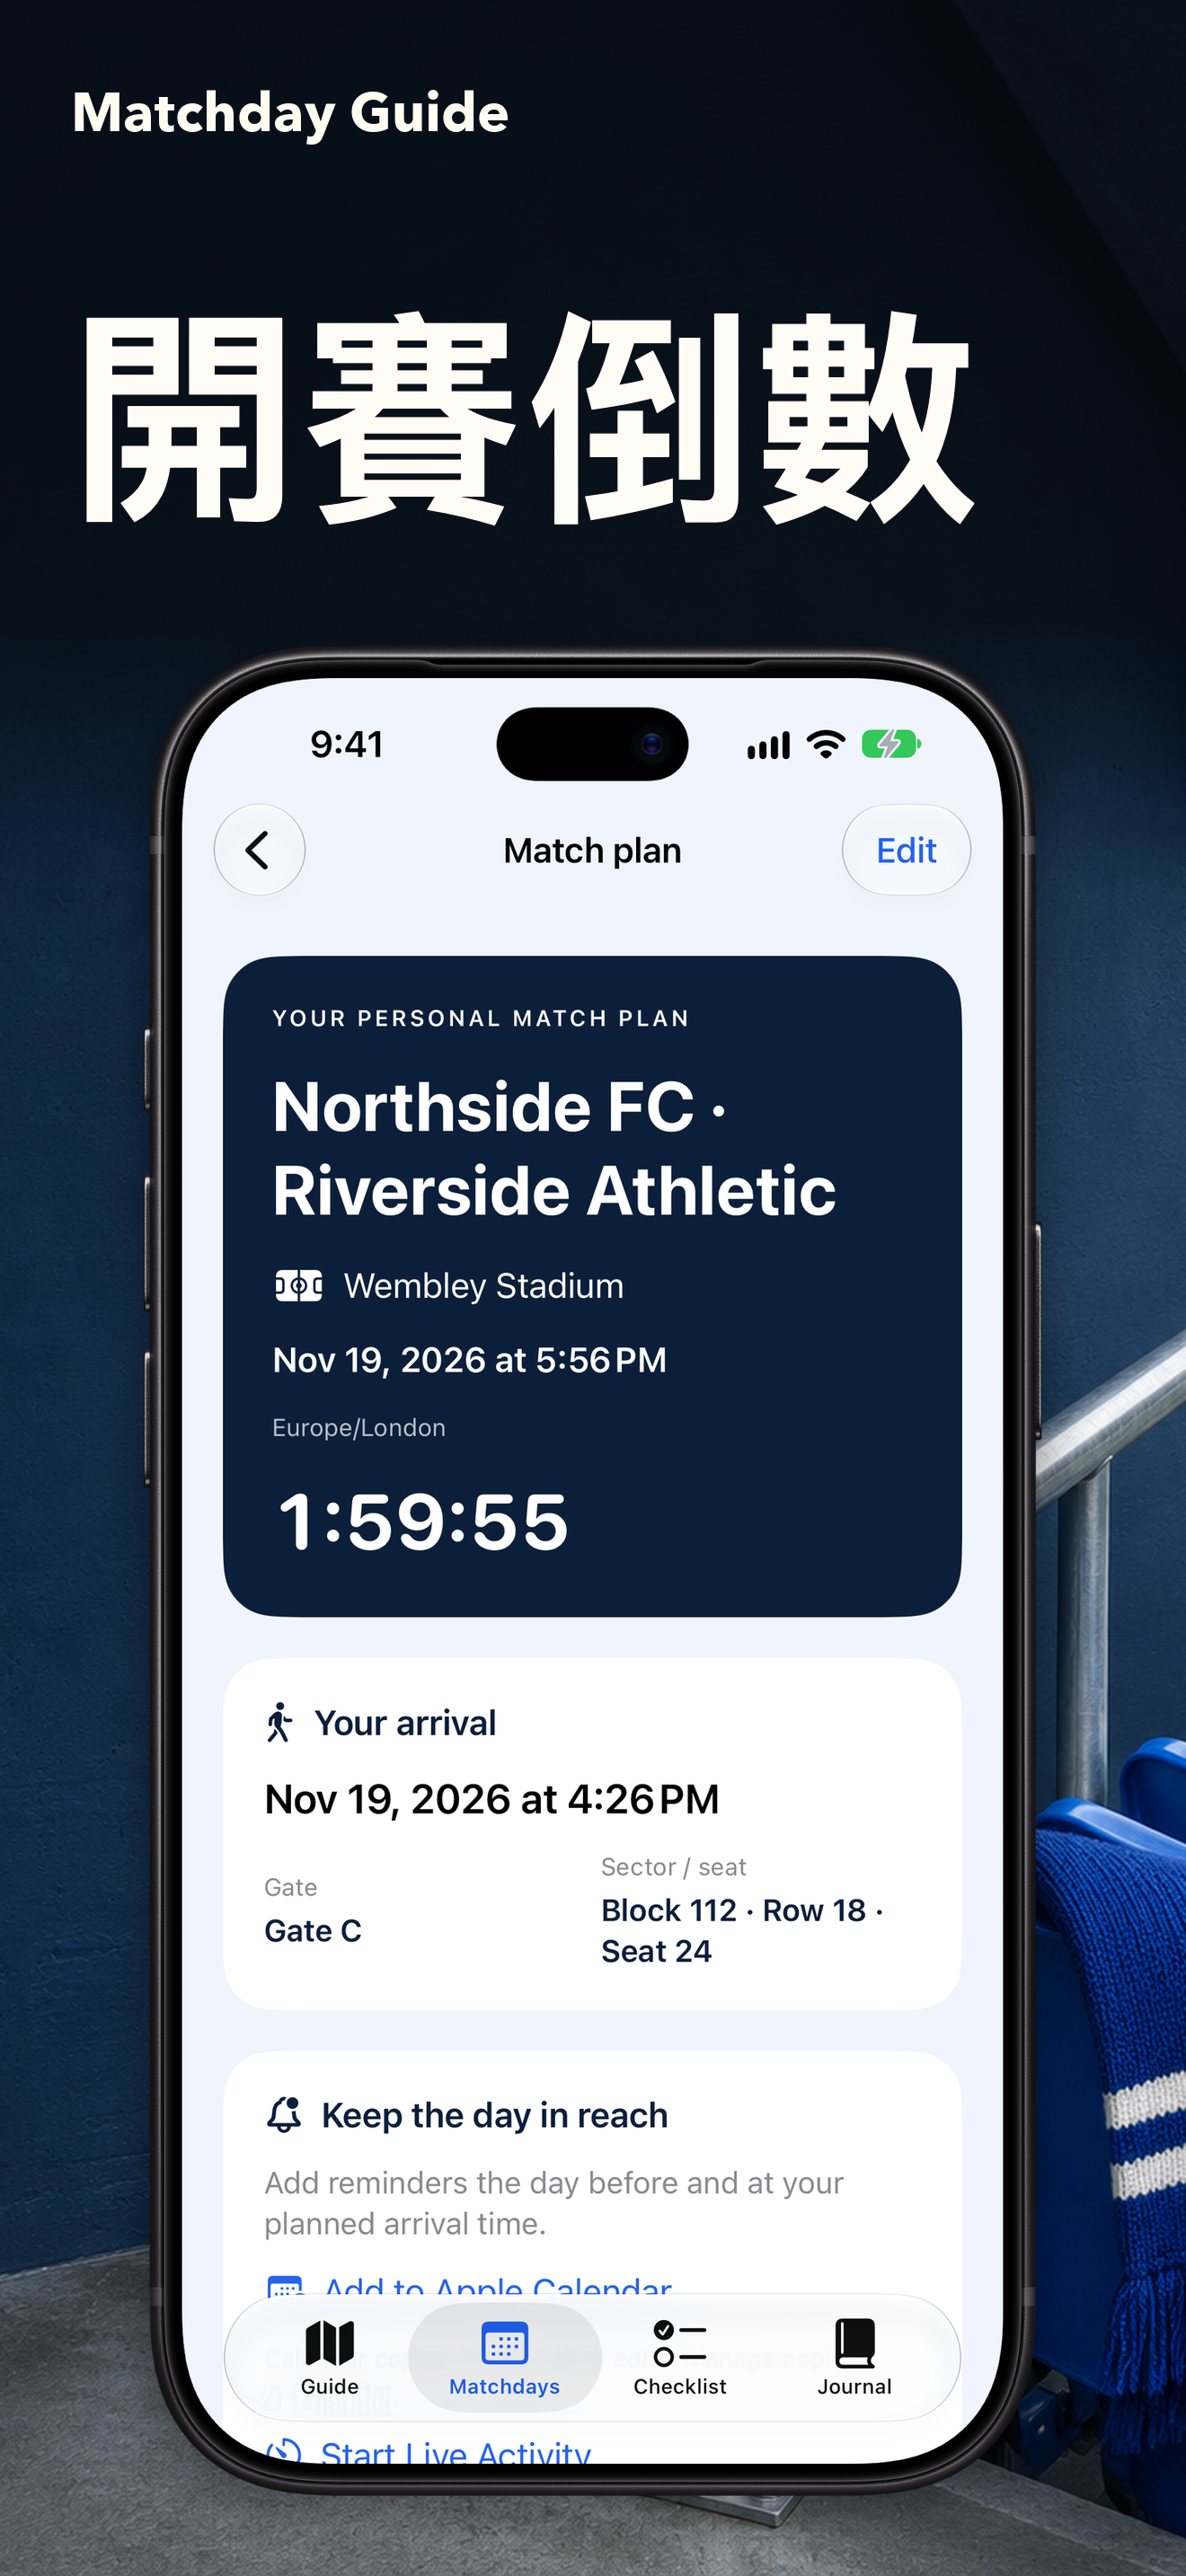 Matchday Guide
開賽倒數
9:41
Match plan
Edit
YOUR PERSONAL MATCH PLAN
Northside FC ·
Riverside Athletic
Wembley Stadium
Nov 19, 2026 at 5:56 PM
Europe/London
1:59:55
Your arrival
Nov 19, 2026 at 4:26 PM
Gate
Gate C
Sector / seat
Block 112 · Row 18 ·
Seat 24
Keep the day in reach
Add reminders the day before and at your
planned arrival time.
Add to Apple Calendar
Guide
Matchdays
Checklist
Journal
Start Live Activity